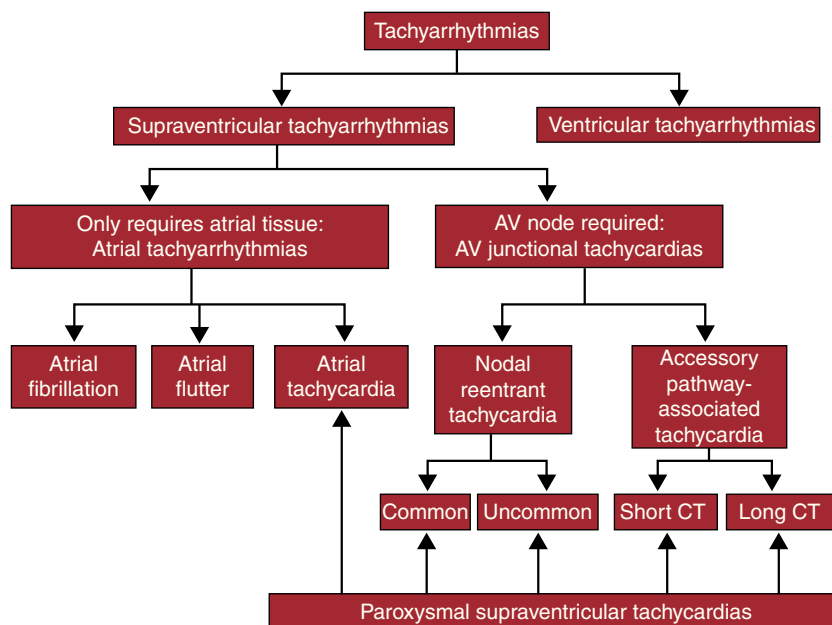 Tachyarrhythmias
Supraventricular tachyarrhythmias
Ventricular tachyarrhythmias
Only requires atrial tissue:
Atrial tachyarrhythmias
AV node required:
AV junctional tachycardias
Atrial
fibrillation
Atrial
flutter
Atrial
tachycardia
Nodal
reentrant
tachycardia
Accessory
pathway-
associated
tachycardia
Common
Uncommon
Short CT
Long CT
Paroxysmal supraventricular tachycardias